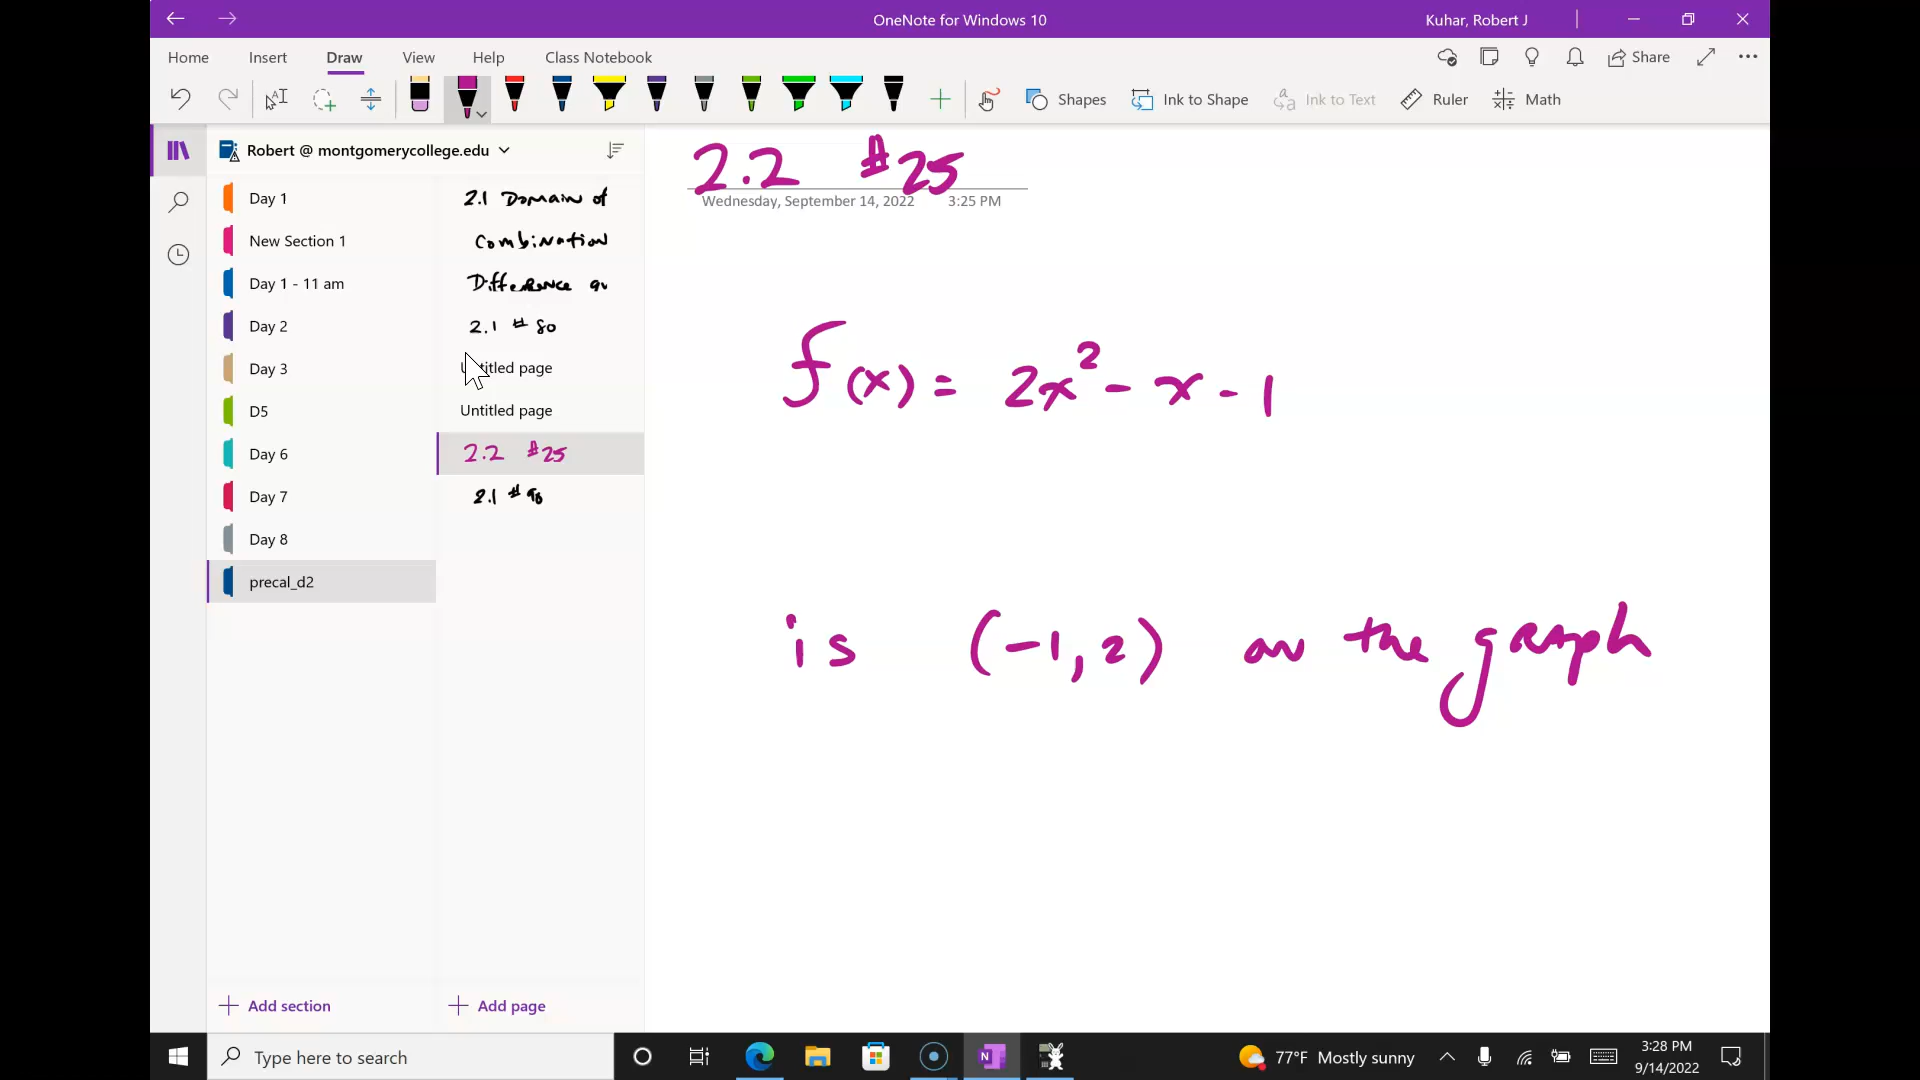 OneNote for Windows 10
Kuhar, Robert J
Home Insert Draw View Help Class Notebook
Share
Shapes Ink to Shape Ink to Text Ruler Math
Robert @ montgomerycollege.edu
Day 1
New Section 1
Day 1 - 11 am
Day 2
Day 3
D5
Day 6
Day 7
Day 8
precal_d2
Add section
2.1 Domain of
Combination
Difference qu
2.1 # 80
Untitled page
Untitled page
2.2 #25
2.1 # 90
Add page
2.2 #25
Wednesday, September 14, 2022 3:25 PM
f(x) = 2x² - x - 1
is (-1, 2) on the graph
Type here to search
77°F Mostly sunny
3:28 PM
9/14/2022